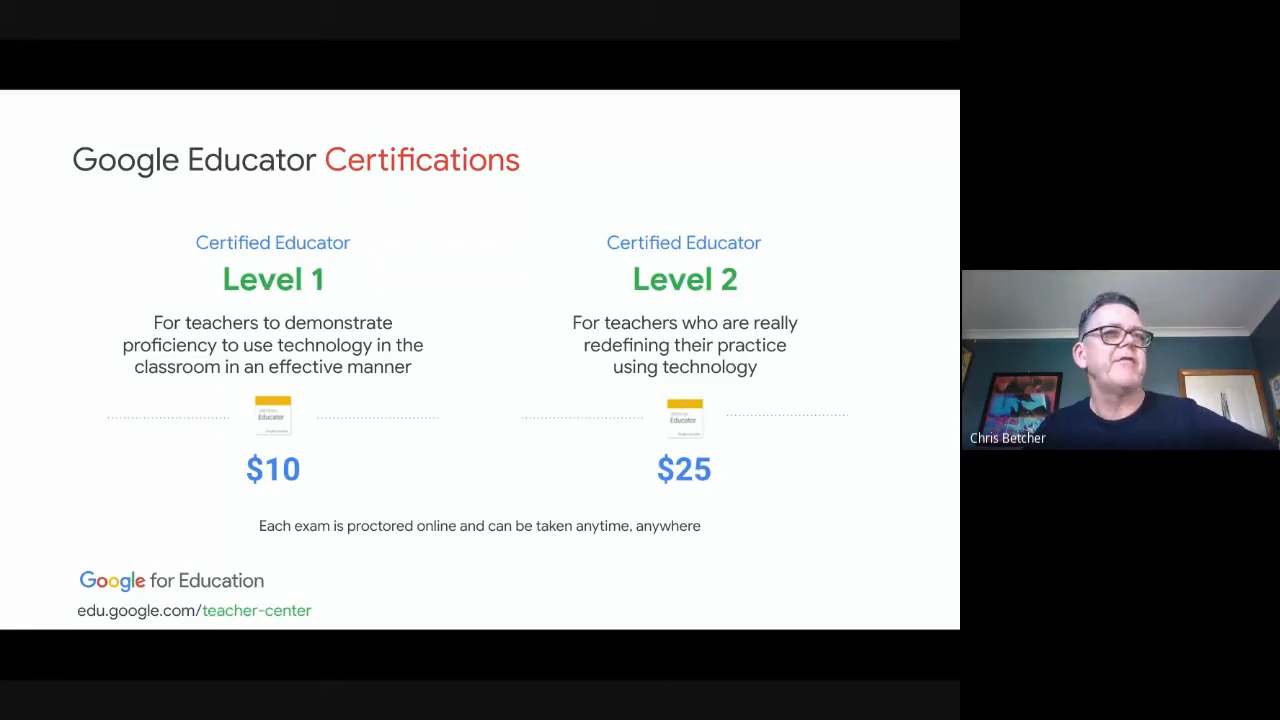 Google Educator Certifications
Certified Educator
Level 1
For teachers to demonstrate
proficiency to use technology in the
classroom in an effective manner
Educator
$10
Certified Educator
Level 2
For teachers who are really
redefining their practice
using technology
Educator
$25
Each exam is proctored online and can be taken anytime, anywhere
Google for Education
edu.google.com/teacher-center
Chris Betcher